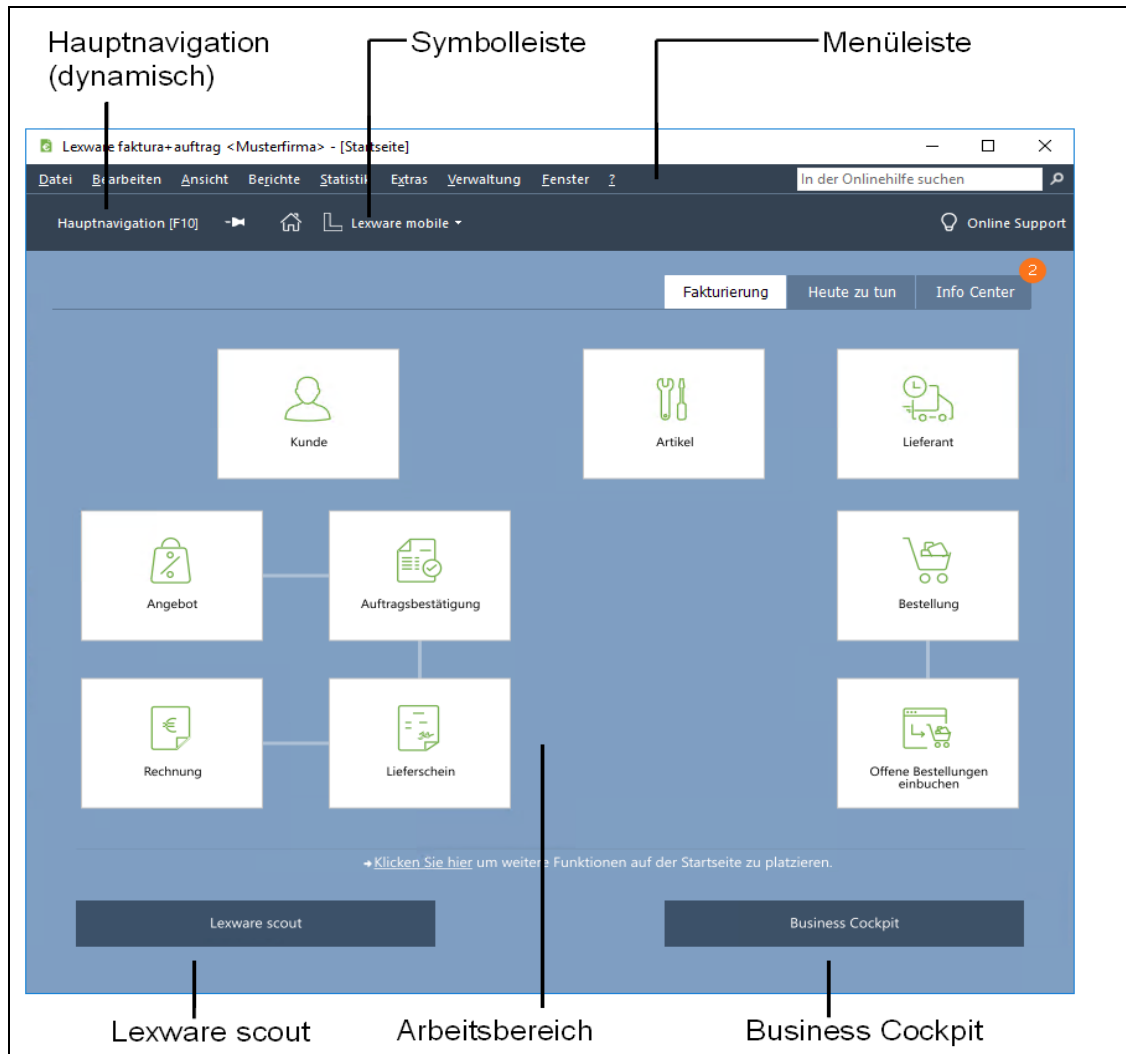 Hauptnavigation
(dynamisch)
Symbolleiste
Menüleiste
Lexware faktura+auftrag <Musterfirma> - [Startseite]
Datei Bearbeiten Ansicht Berichte Statistik Extras Verwaltung Fenster ?
In der Onlinehilfe suchen
Hauptnavigation [F10]
Lexware mobile
Online Support
2
Fakturierung
Heute zu tun
Info Center
Kunde
Artikel
Lieferant
Angebot
Auftragsbestätigung
Bestellung
Rechnung
Lieferschein
Offene Bestellungen
einbuchen
Klicken Sie hier um weitere Funktionen auf der Startseite zu platzieren.
Lexware scout
Business Cockpit
Lexware scout
Arbeitsbereich
Business Cockpit